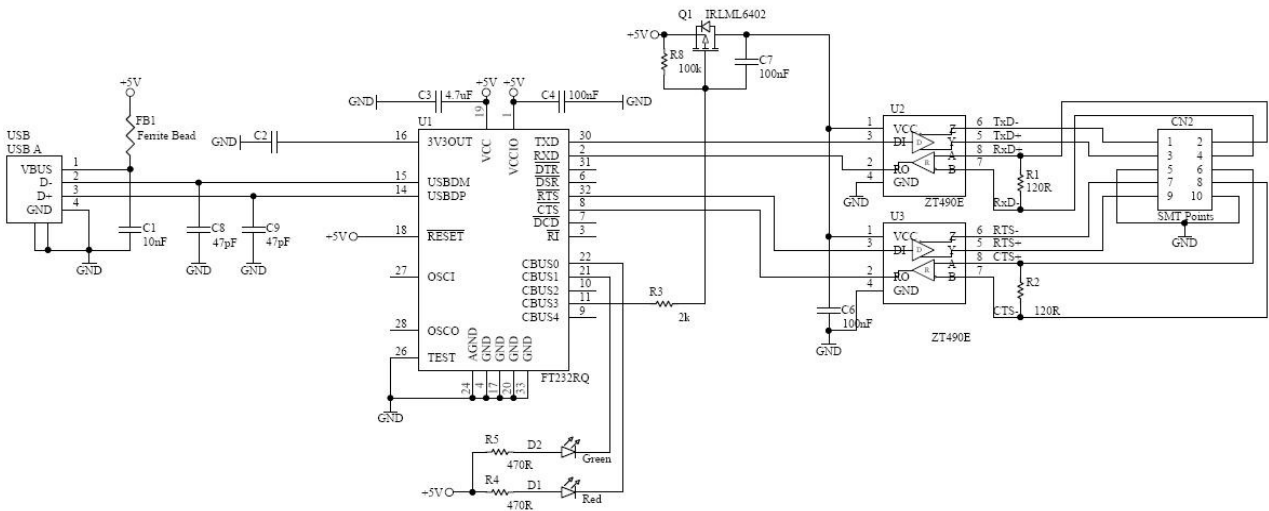 Q1 IRLML6402
+5V
R8
100k
C7
100nF
+5V
FB1
Ferrite Bead
GND
C3 4.7uF
+5V
+5V
C4 100nF
GND
USB
USB A
VBUS 1
D- 2
D+ 3
GND 4
GND
C2
C1
10nF
GND
GND
C8
47pF
GND
C9
47pF
GND
U1
19
1
VCC
VCCIO
16 3V3OUT
15 USBDM
14 USBDP
+5V
18 RESET
27 OSCI
28 OSCO
26 TEST
TXD 30
RXD 2
DTR 31
DSR 6
RTS 32
CTS 8
DCD 7
RI 3
CBUS0 22
CBUS1 21
CBUS2 10
CBUS3 11
CBUS4 9
AGND
GND
GND
GND
GND
24
4
17
20
33
FT232RQ
GND
R3
2k
U2
1 VCC
3 DI
2 RO
4 GND
D
R
Z 6 TxD-
Y 5 TxD+
A 8 RxD+
B 7
RxD-
R1
120R
GND
ZT490E
U3
1 VCC
3 DI
2 RO
4 GND
D
R
Z 6 RTS-
Y 5 RTS+
A 8 CTS+
B 7
CTS-
R2
120R
C6
100nF
GND
ZT490E
CN2
1 2
3 4
5 6
7 8
9 10
SMT Points
GND
R5
470R
D2
Green
+5V
R4
470R
D1
Red